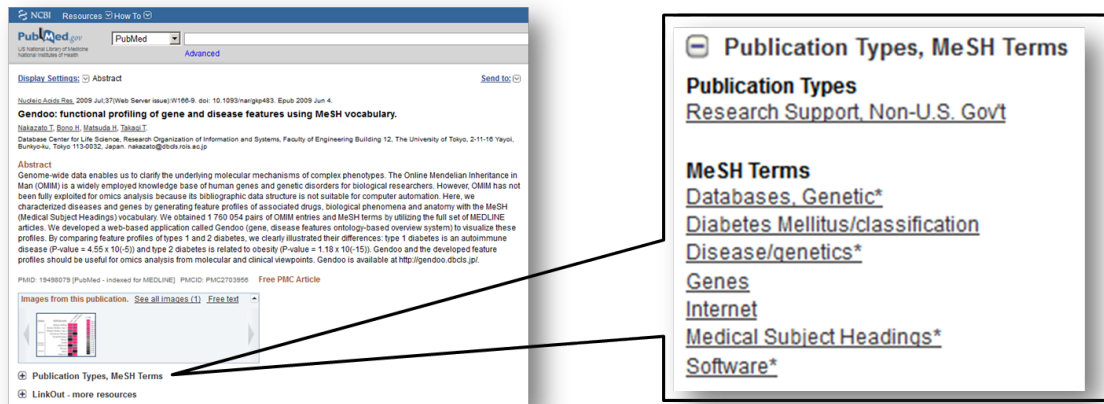 NCBI Resources How To
PubMed.gov
US National Library of Medicine
National Institutes of Health
PubMed
Advanced
Display Settings: Abstract
Send to:
Nucleic Acids Res. 2009 Jul;37(Web Server issue):W166-9. doi: 10.1093/nar/gkp483. Epub 2009 Jun 4.
Gendoo: functional profiling of gene and disease features using MeSH vocabulary.
Nakazato T, Bono H, Matsuda H, Takagi T.
Database Center for Life Science, Research Organization of Information and Systems, Faculty of Engineering Building 12, The University of Tokyo, 2-11-16 Yayoi,
Bunkyo-ku, Tokyo 113-0032, Japan. nakazato@dbcls.rois.ac.jp
Abstract
Genome-wide data enables us to clarify the underlying molecular mechanisms of complex phenotypes. The Online Mendelian Inheritance in
Man (OMIM) is a widely employed knowledge base of human genes and genetic disorders for biological researchers. However, OMIM has not
been fully exploited for omics analysis because its bibliographic data structure is not suitable for computer automation. Here, we
characterized diseases and genes by generating feature profiles of associated drugs, biological phenomena and anatomy with the MeSH
(Medical Subject Headings) vocabulary. We obtained 1 760 054 pairs of OMIM entries and MeSH terms by utilizing the full set of MEDLINE
articles. We developed a web-based application called Gendoo (gene, disease features ontology-based overview system) to visualize these
profiles. By comparing feature profiles of types 1 and 2 diabetes, we clearly illustrated their differences: type 1 diabetes is an autoimmune
disease (P-value = 4.55 x 10(-5)) and type 2 diabetes is related to obesity (P-value = 1.18 x 10(-15)). Gendoo and the developed feature
profiles should be useful for omics analysis from molecular and clinical viewpoints. Gendoo is available at http://gendoo.dbcls.jp/.
PMID: 19498079 [PubMed - indexed for MEDLINE] PMCID: PMC2703956 Free PMC Article
Images from this publication. See all images (1) Free text
Publication Types, MeSH Terms
LinkOut - more resources
Publication Types, MeSH Terms
Publication Types
Research Support, Non-U.S. Gov't
MeSH Terms
Databases, Genetic*
Diabetes Mellitus/classification
Disease/genetics*
Genes
Internet
Medical Subject Headings*
Software*